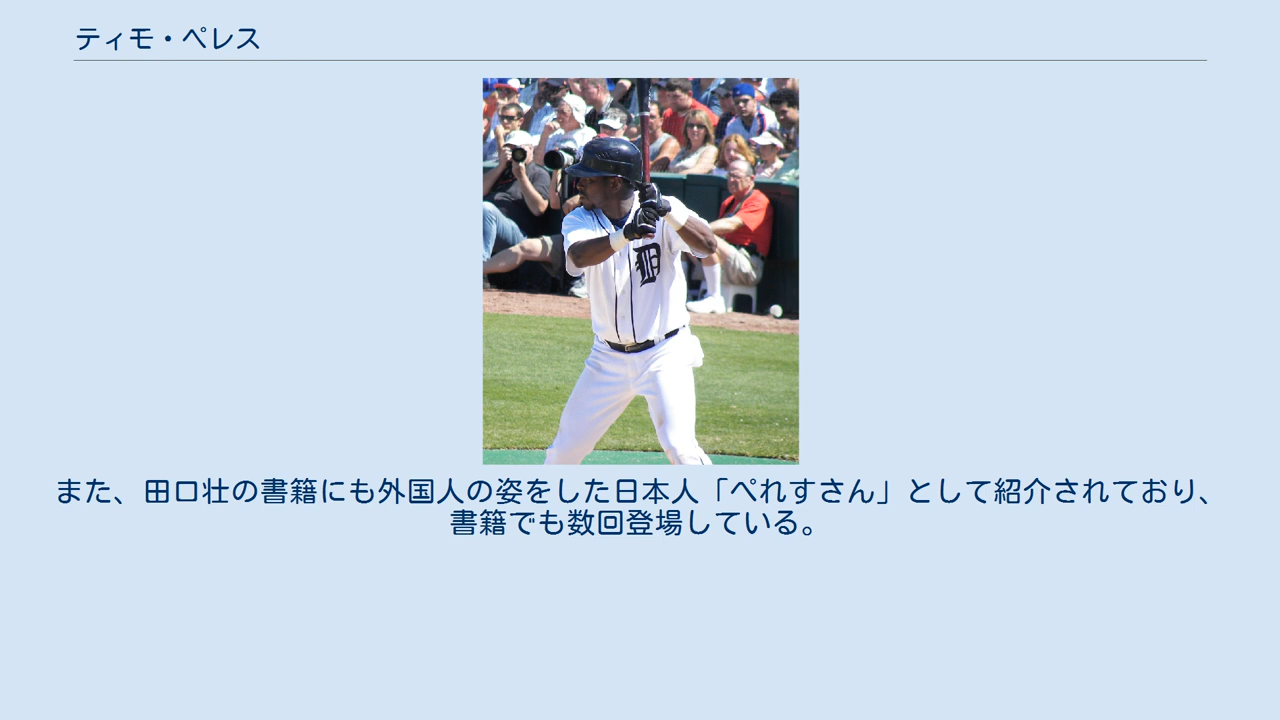 ティモ・ペレス
D
また、田口壮の書籍にも外国人の姿をした日本人「ぺれすさん」として紹介されており、
書籍でも数回登場している。